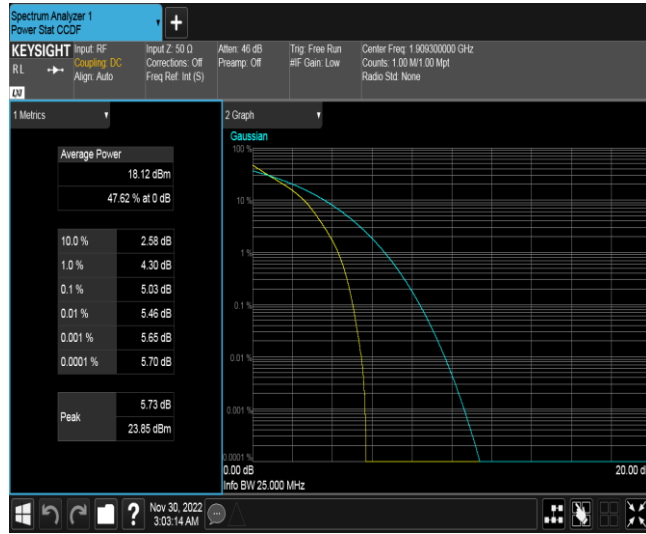 Spectrum Analyzer 1
Power Stat CCDF
+
KEYSIGHT
RL
LXI
Input: RF
Coupling: DC
Align: Auto
Input Z: 50 Ω
Corrections: Off
Freq Ref: Int (S)
Atten: 46 dB
Preamp: Off
Trig: Free Run
#IF Gain: Low
Center Freq: 1.909300000 GHz
Counts: 1.00 M/1.00 Mpt
Radio Std: None
1 Metrics
Average Power
18.12 dBm
47.62 % at 0 dB
10.0 % 2.58 dB
1.0 % 4.30 dB
0.1 % 5.03 dB
0.01 % 5.46 dB
0.001 % 5.65 dB
0.0001 % 5.70 dB
Peak
5.73 dB
23.85 dBm
2 Graph
Gaussian
100 %
10 %
1 %
0.1 %
0.01 %
0.001 %
0.0001 %
0.00 dB
20.00 d
Info BW 25.000 MHz
?
Nov 30, 2022
3:03:14 AM